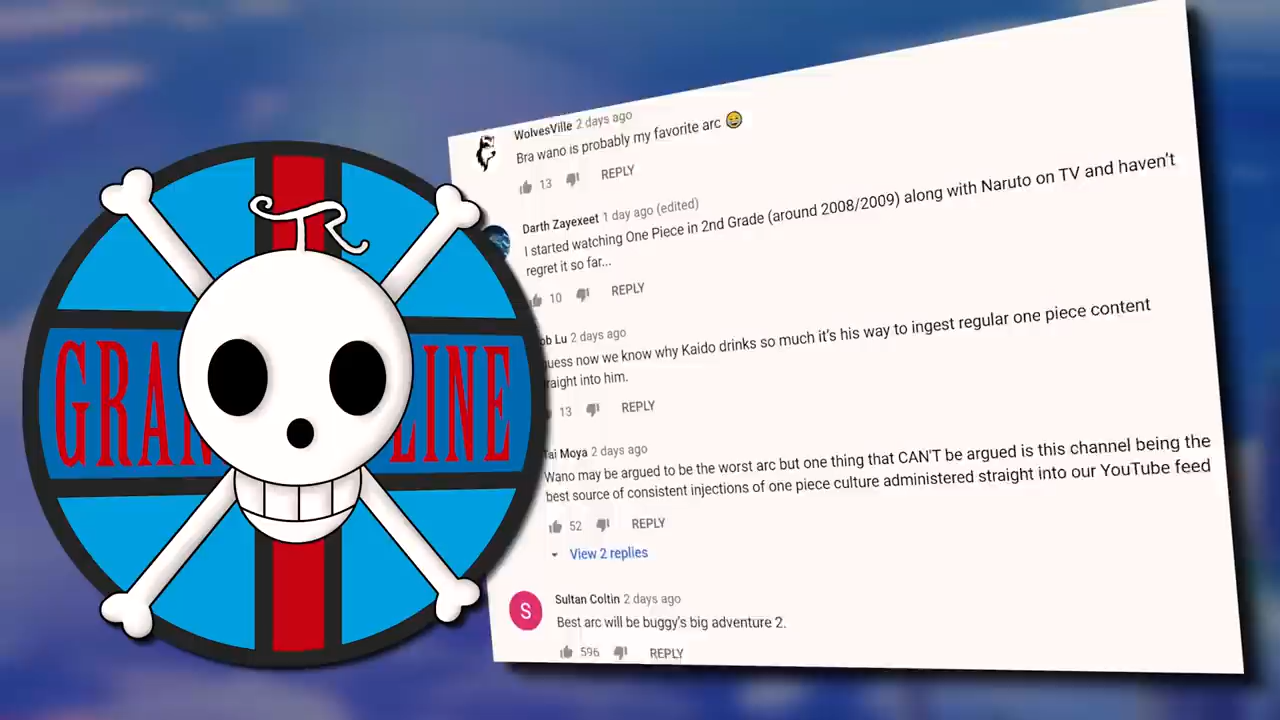 TR
GRA LINE
WolvesVille 2 days ago
Bra wano is probably my favorite arc 😂
13 REPLY
Darth Zayexeet 1 day ago (edited)
I started watching One Piece in 2nd Grade (around 2008/2009) along with Naruto on TV and haven't
regret it so far...
10 REPLY
ob Lu 2 days ago
uess now we know why Kaido drinks so much it's his way to ingest regular one piece content
raight into him.
13 REPLY
Tai Moya 2 days ago
Wano may be argued to be the worst arc but one thing that CAN'T be argued is this channel being the
best source of consistent injections of one piece culture administered straight into our YouTube feed
52 REPLY
View 2 replies
S
Sultan Coltin 2 days ago
Best arc will be buggy's big adventure 2.
596 REPLY